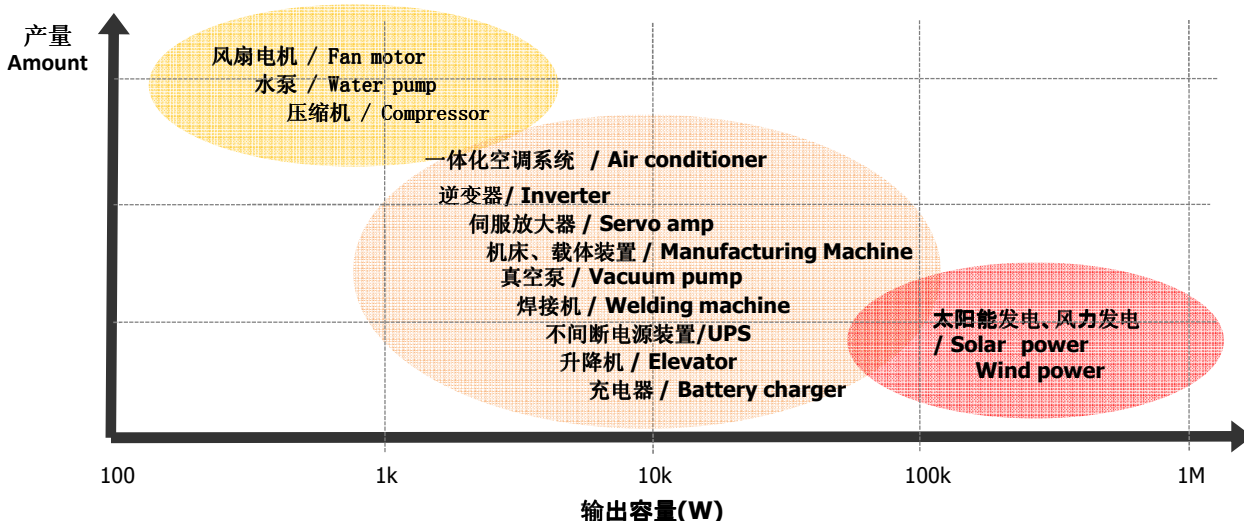 产量
Amount
风扇电机 / Fan motor
水泵 / Water pump
压缩机 / Compressor
一体化空调系统 / Air conditioner
逆变器/ Inverter
伺服放大器 / Servo amp
机床、载体装置 / Manufacturing Machine
真空泵 / Vacuum pump
焊接机 / Welding machine
不间断电源装置/UPS
升降机 / Elevator
充电器 / Battery charger
太阳能发电、风力发电
/ Solar power
Wind power
100 1k 10k 100k 1M
输出容量(W)